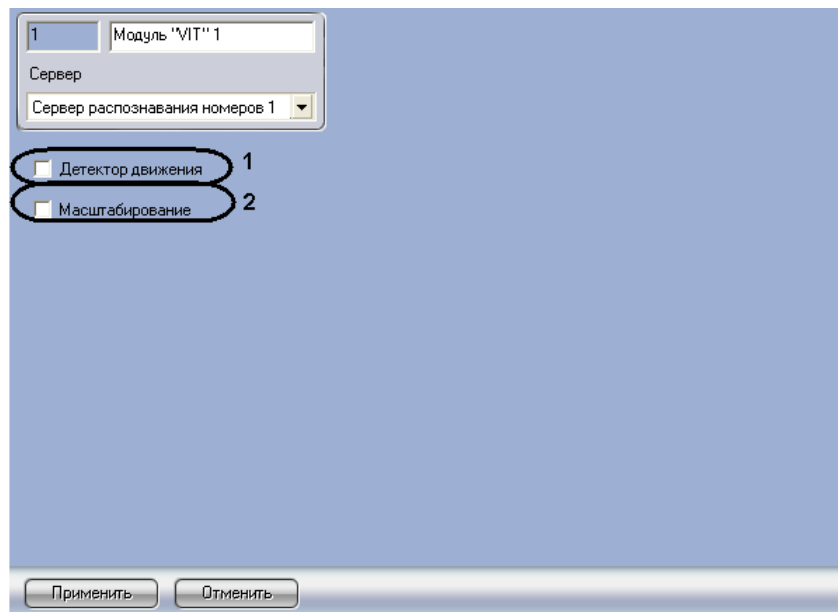 1 Модуль "VIT" 1
Сервер
Сервер распознавания номеров 1
Детектор движения 1
Масштабирование 2
Применить Отменить